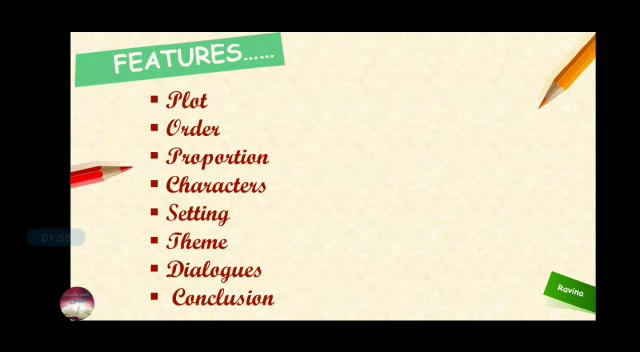 FEATURES......
▪ Plot
▪ Order
▪ Proportion
▪ Characters
▪ Setting
▪ Theme
▪ Dialogues
▪ Conclusion
01:56
Ravina